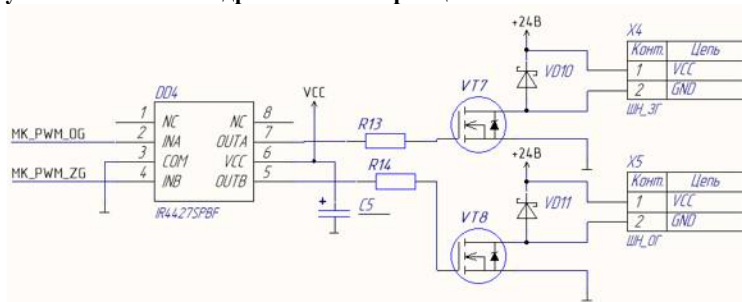 DD4
1 NC NC 8
MK_PWM_OG 2 INA OUTA 7
3 COM VCC 6
MK_PWM_ZG 4 INB OUTB 5
IR4427SPBF
VCC
R13
R14
+ C5
VT7
+24В
VD10
X4
Конт. Цепь
1 VCC
2 GND
ШН_ЗГ
VT8
+24В
VD11
X5
Конт. Цепь
1 VCC
2 GND
ШН_ОГ